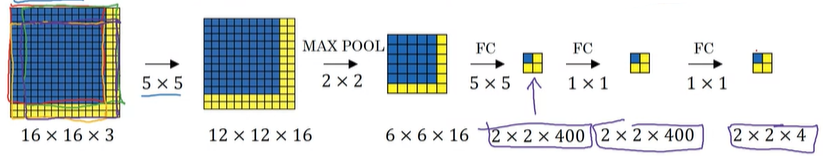 MAX POOL FC FC FC
5 × 5 2 × 2 5 × 5 1 × 1 1 × 1
16 × 16 × 3 12 × 12 × 16 6 × 6 × 16 2 × 2 × 400 2 × 2 × 400 2 × 2 × 4